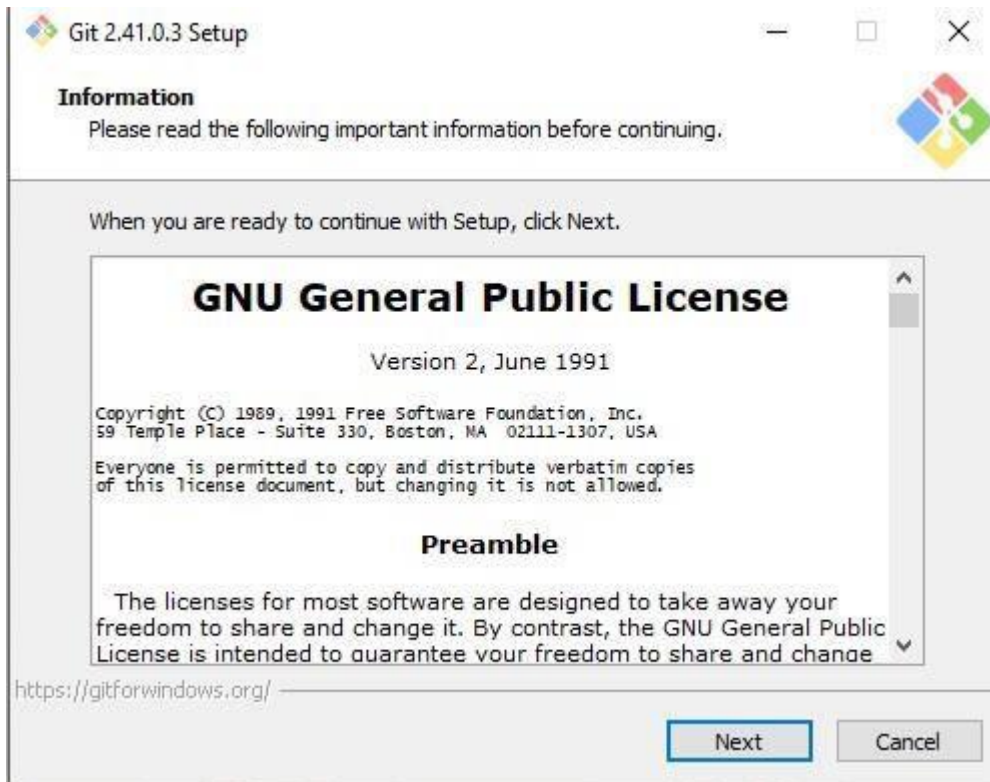 Git 2.41.0.3 Setup
Information
Please read the following important information before continuing.
When you are ready to continue with Setup, click Next.
GNU General Public License
Version 2, June 1991
Copyright (C) 1989, 1991 Free Software Foundation, Inc.
59 Temple Place - Suite 330, Boston, MA  02111-1307, USA
Everyone is permitted to copy and distribute verbatim copies
of this license document, but changing it is not allowed.
Preamble
The licenses for most software are designed to take away your
freedom to share and change it. By contrast, the GNU General Public
License is intended to guarantee your freedom to share and change
https://gitforwindows.org/
Next
Cancel